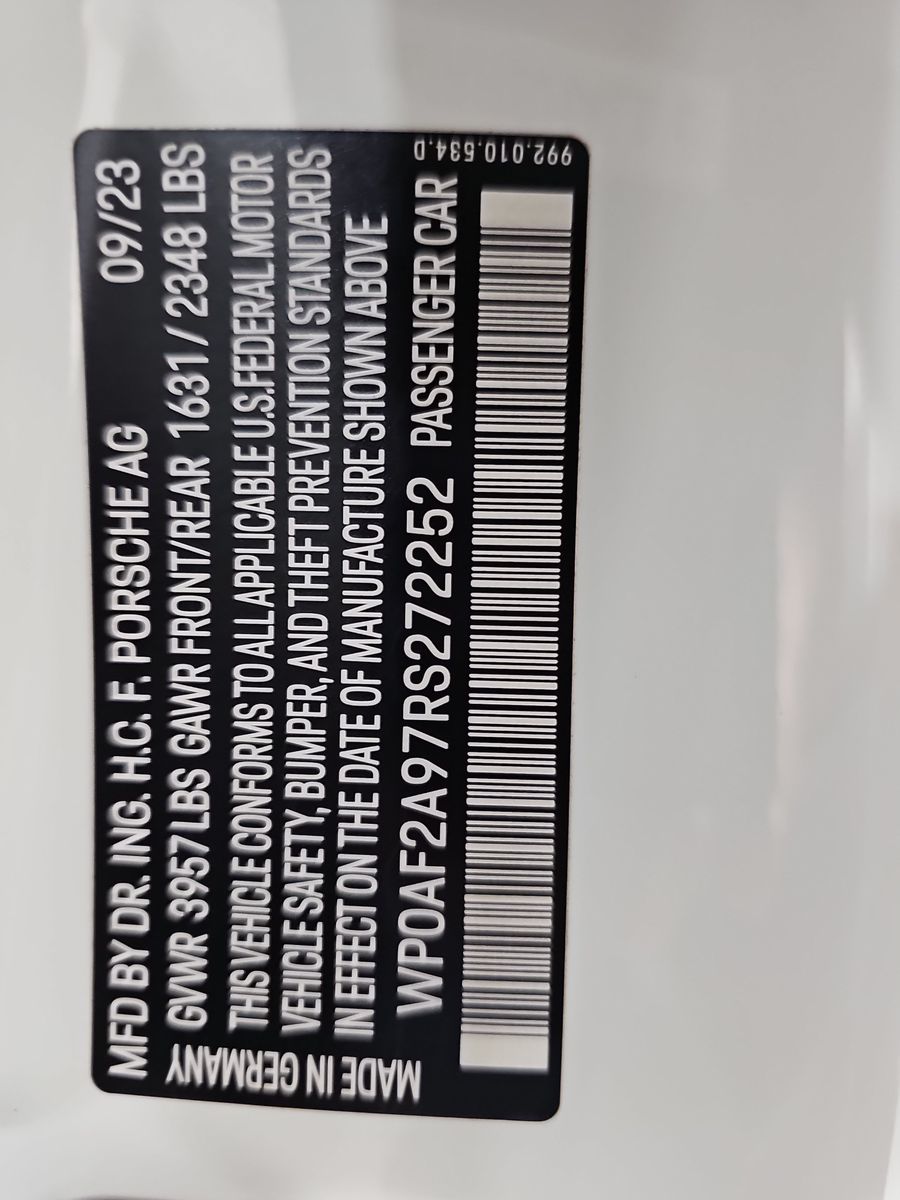 MFD BY DR. ING. H.C. F. PORSCHE AG 09/23
GVWR 3957 LBS GAWR FRONT/REAR 1631 / 2348 LBS
THIS VEHICLE CONFORMS TO ALL APPLICABLE U.S. FEDERAL MOTOR
VEHICLE SAFETY, BUMPER, AND THEFT PREVENTION STANDARDS
IN EFFECT ON THE DATE OF MANUFACTURE SHOWN ABOVE
WP0AF2A97RS272252 PASSENGER CAR
MADE IN GERMANY
992.010.534.D